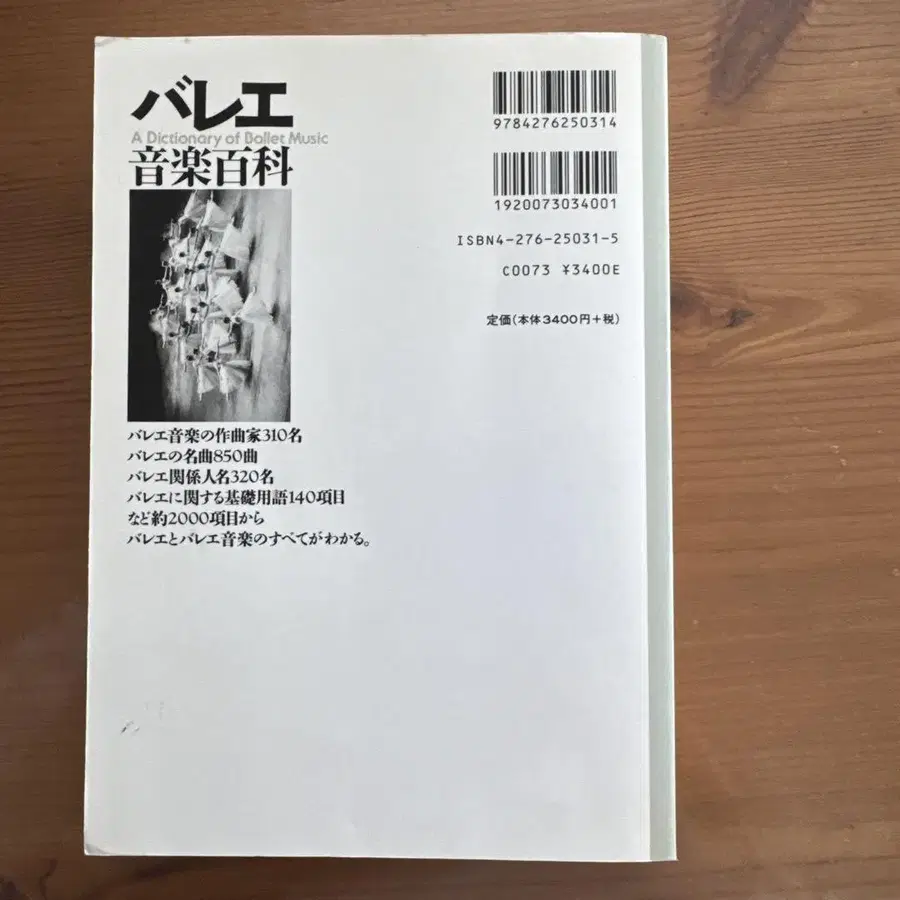 バレエ
A Dictionary of Ballet Music
音楽百科
バレエ音楽の作曲家310名
バレエの名曲850曲
バレエ関係人名320名
バレエに関する基礎用語140項目
など約2000項目から
バレエとバレエ音楽のすべてがわかる。
9784276250314
1920073034001
ISBN4-276-25031-5
C0073 ¥3400E
定価(本体3400円+税)